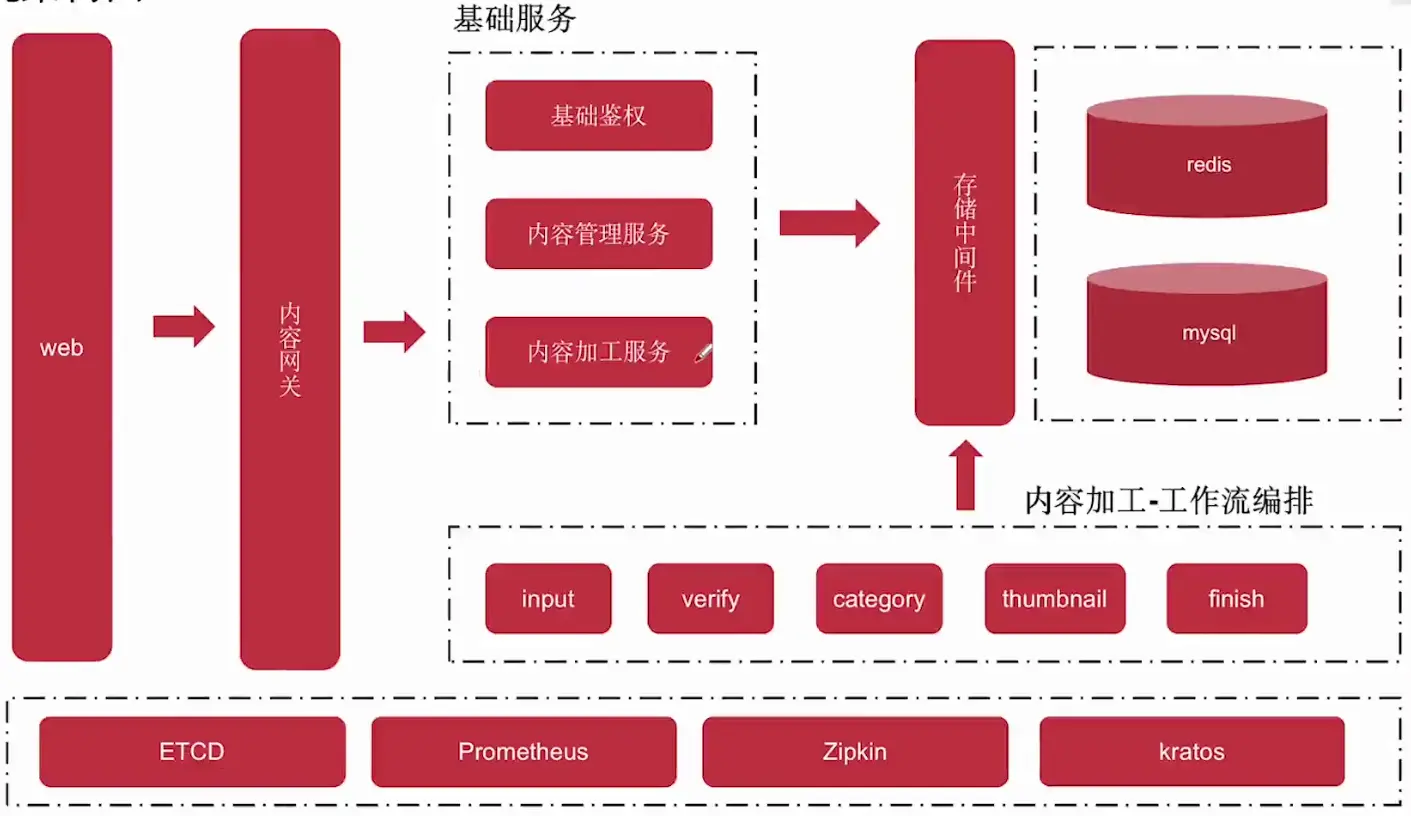 基础服务
web
内容网关
基础鉴权
内容管理服务
内容加工服务
存储中间件
redis
mysql
内容加工-工作流编排
input
verify
category
thumbnail
finish
ETCD
Prometheus
Zipkin
kratos